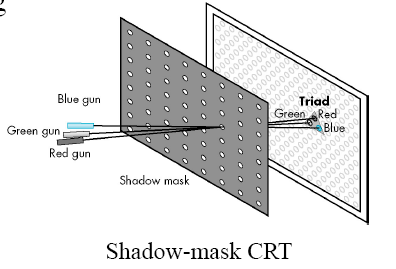 g
Triad
Green Red
Blue
Blue gun
Green gun
Red gun
Shadow mask
Shadow-mask CRT